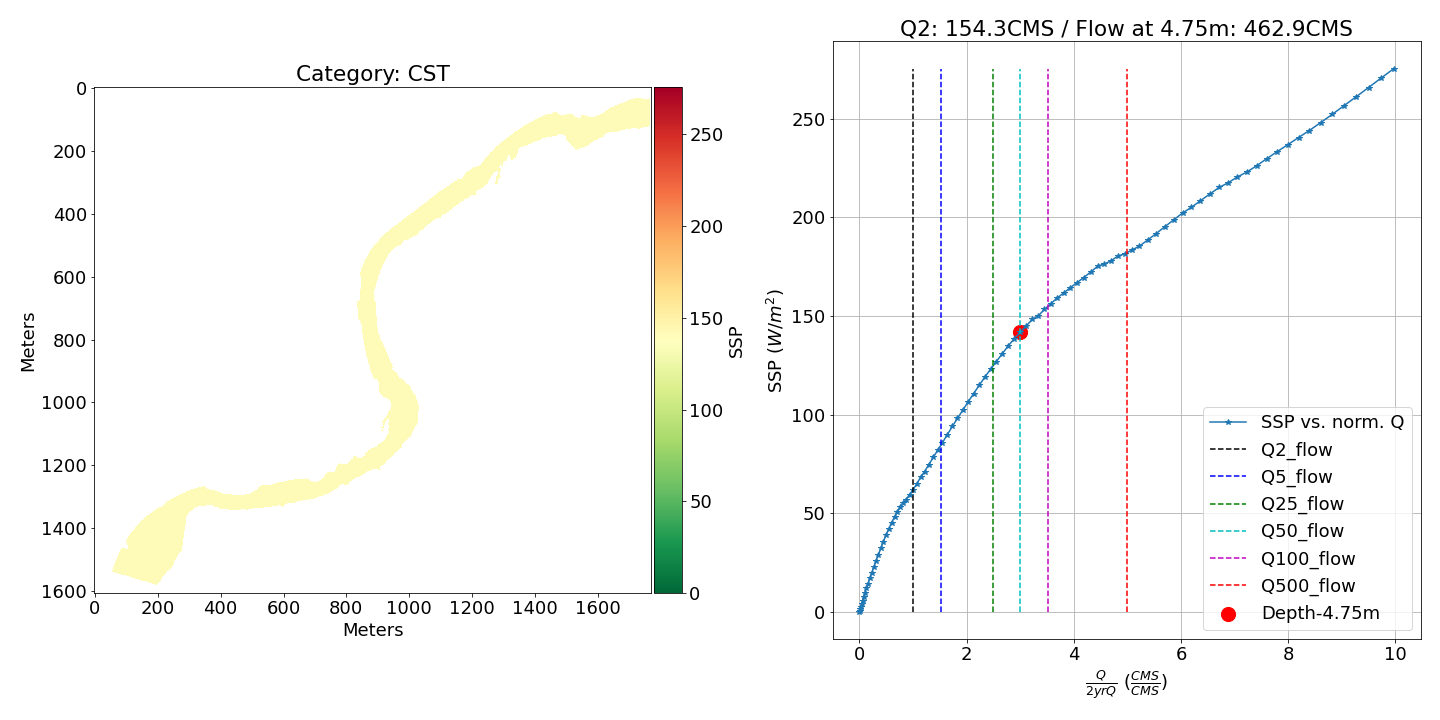 Category: CST
0
200
400
600
800
1000
1200
1400
1600
Meters
0 200 400 600 800 1000 1200 1400 1600
Meters
250
200
150
100
50
0
SSP
Q2: 154.3CMS / Flow at 4.75m: 462.9CMS
250
200
150
100
50
0
SSP (W/m²)
0 2 4 6 8 10
Q/2yrQ (CMS/CMS)
SSP vs. norm. Q
Q2_flow
Q5_flow
Q25_flow
Q50_flow
Q100_flow
Q500_flow
Depth-4.75m